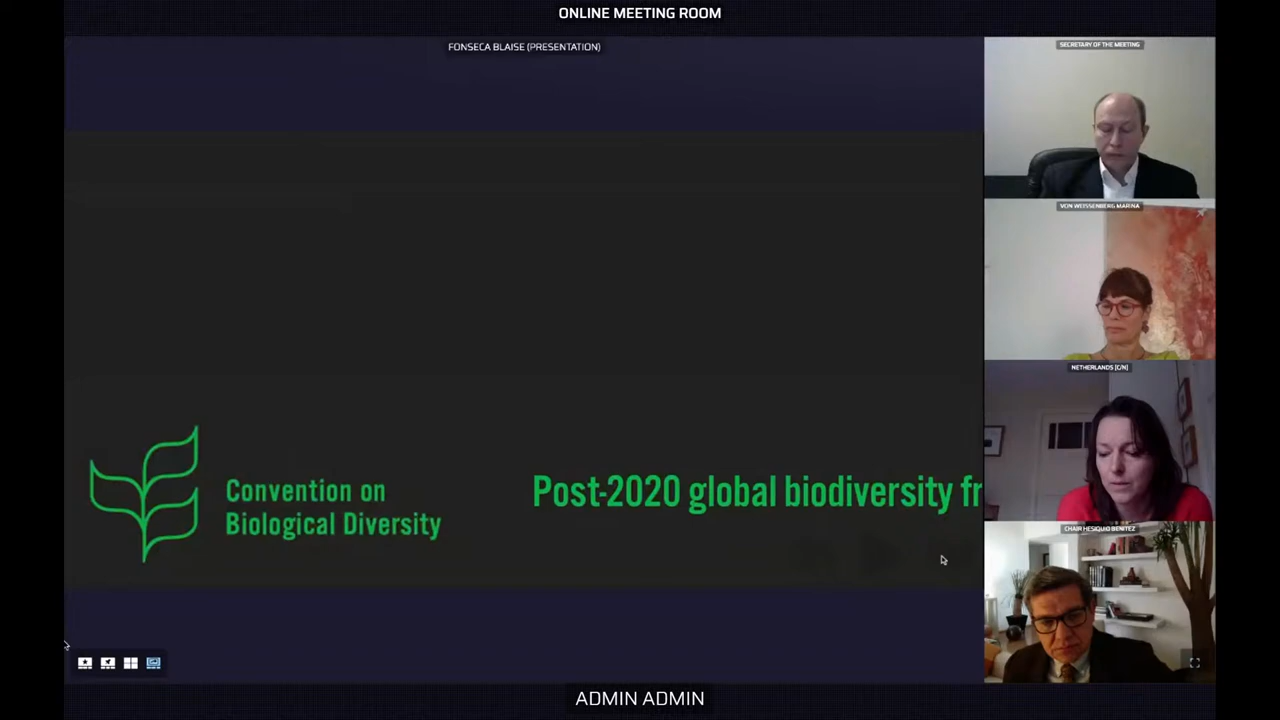 ONLINE MEETING ROOM
FONSECA BLAISE (PRESENTATION)
SECRETARY OF THE MEETING
VON WEISSENBERG MARINA
NETHERLANDS [C/N]
CHAIR HESIQUIO BENITEZ
Convention on
Biological Diversity
Post-2020 global biodiversity fr
ADMIN ADMIN